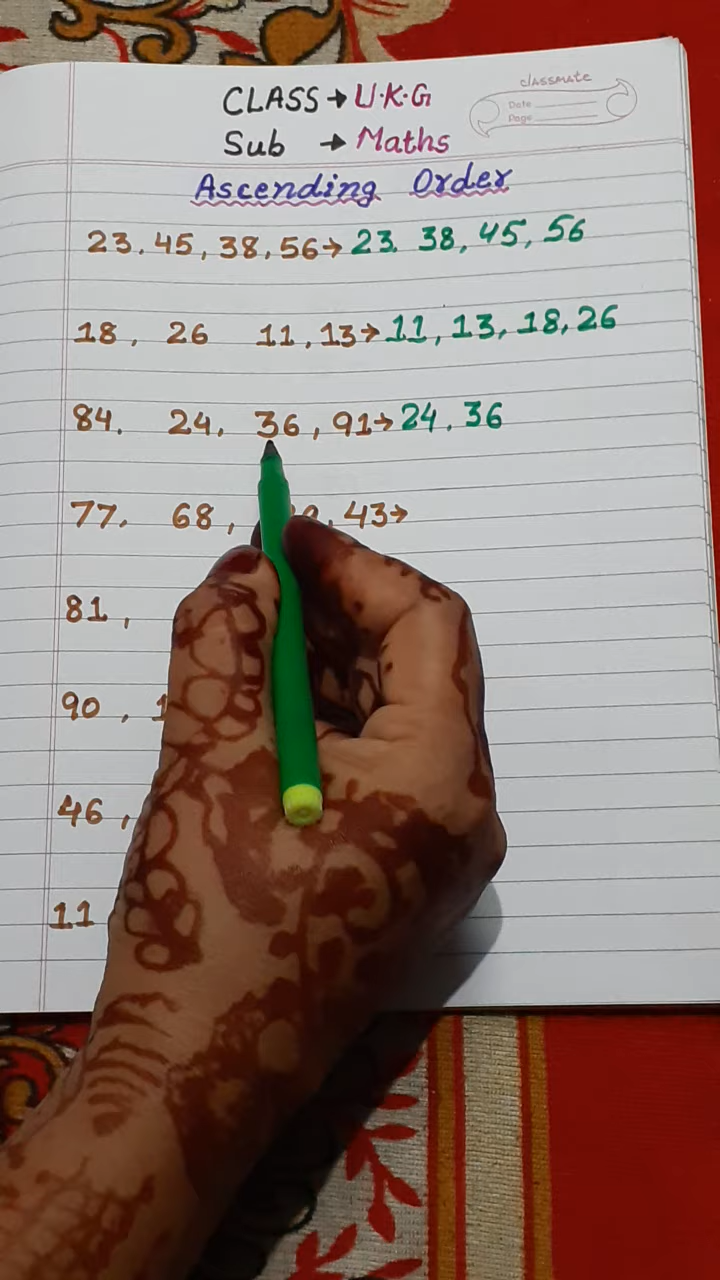 classmate
Date
Page
CLASS → U.K.G
Sub → Maths
Ascending Order
23. 45, 38, 56 → 23. 38, 45, 56
18, 26 11, 13 → 11, 13, 18, 26
84. 24. 36, 91 → 24. 36
77. 68, 43 →
81,
90,
46,
11